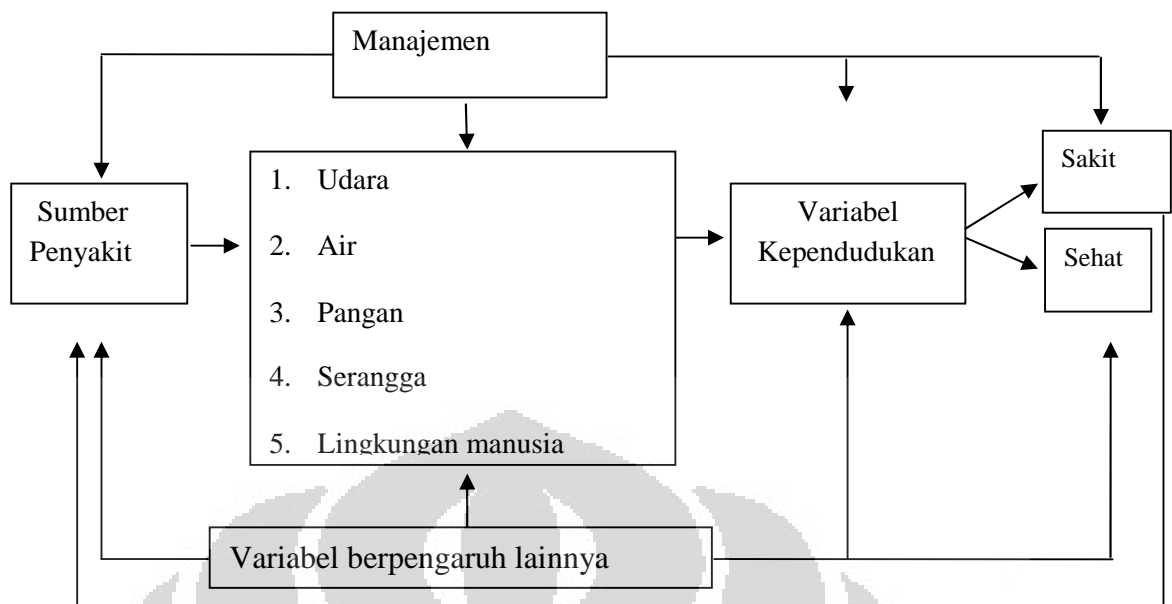 Manajemen
Sumber
Penyakit
1. Udara
2. Air
3. Pangan
4. Serangga
5. Lingkungan manusia
Variabel
Kependudukan
Sakit
Sehat
Variabel berpengaruh lainnya